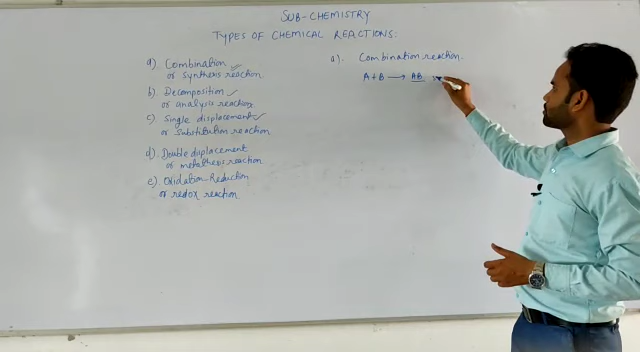 SUB-CHEMISTRY
TYPES OF CHEMICAL REACTIONS:
a) Combination
or Synthesis reaction.
b) Decomposition
or analysis reaction
c) Single displacement
or Substitution reaction
d) Double displacement
or metathesis reaction
e) Oxidation-Reduction
or redox reaction.
a). Combination reaction.
A + B → AB